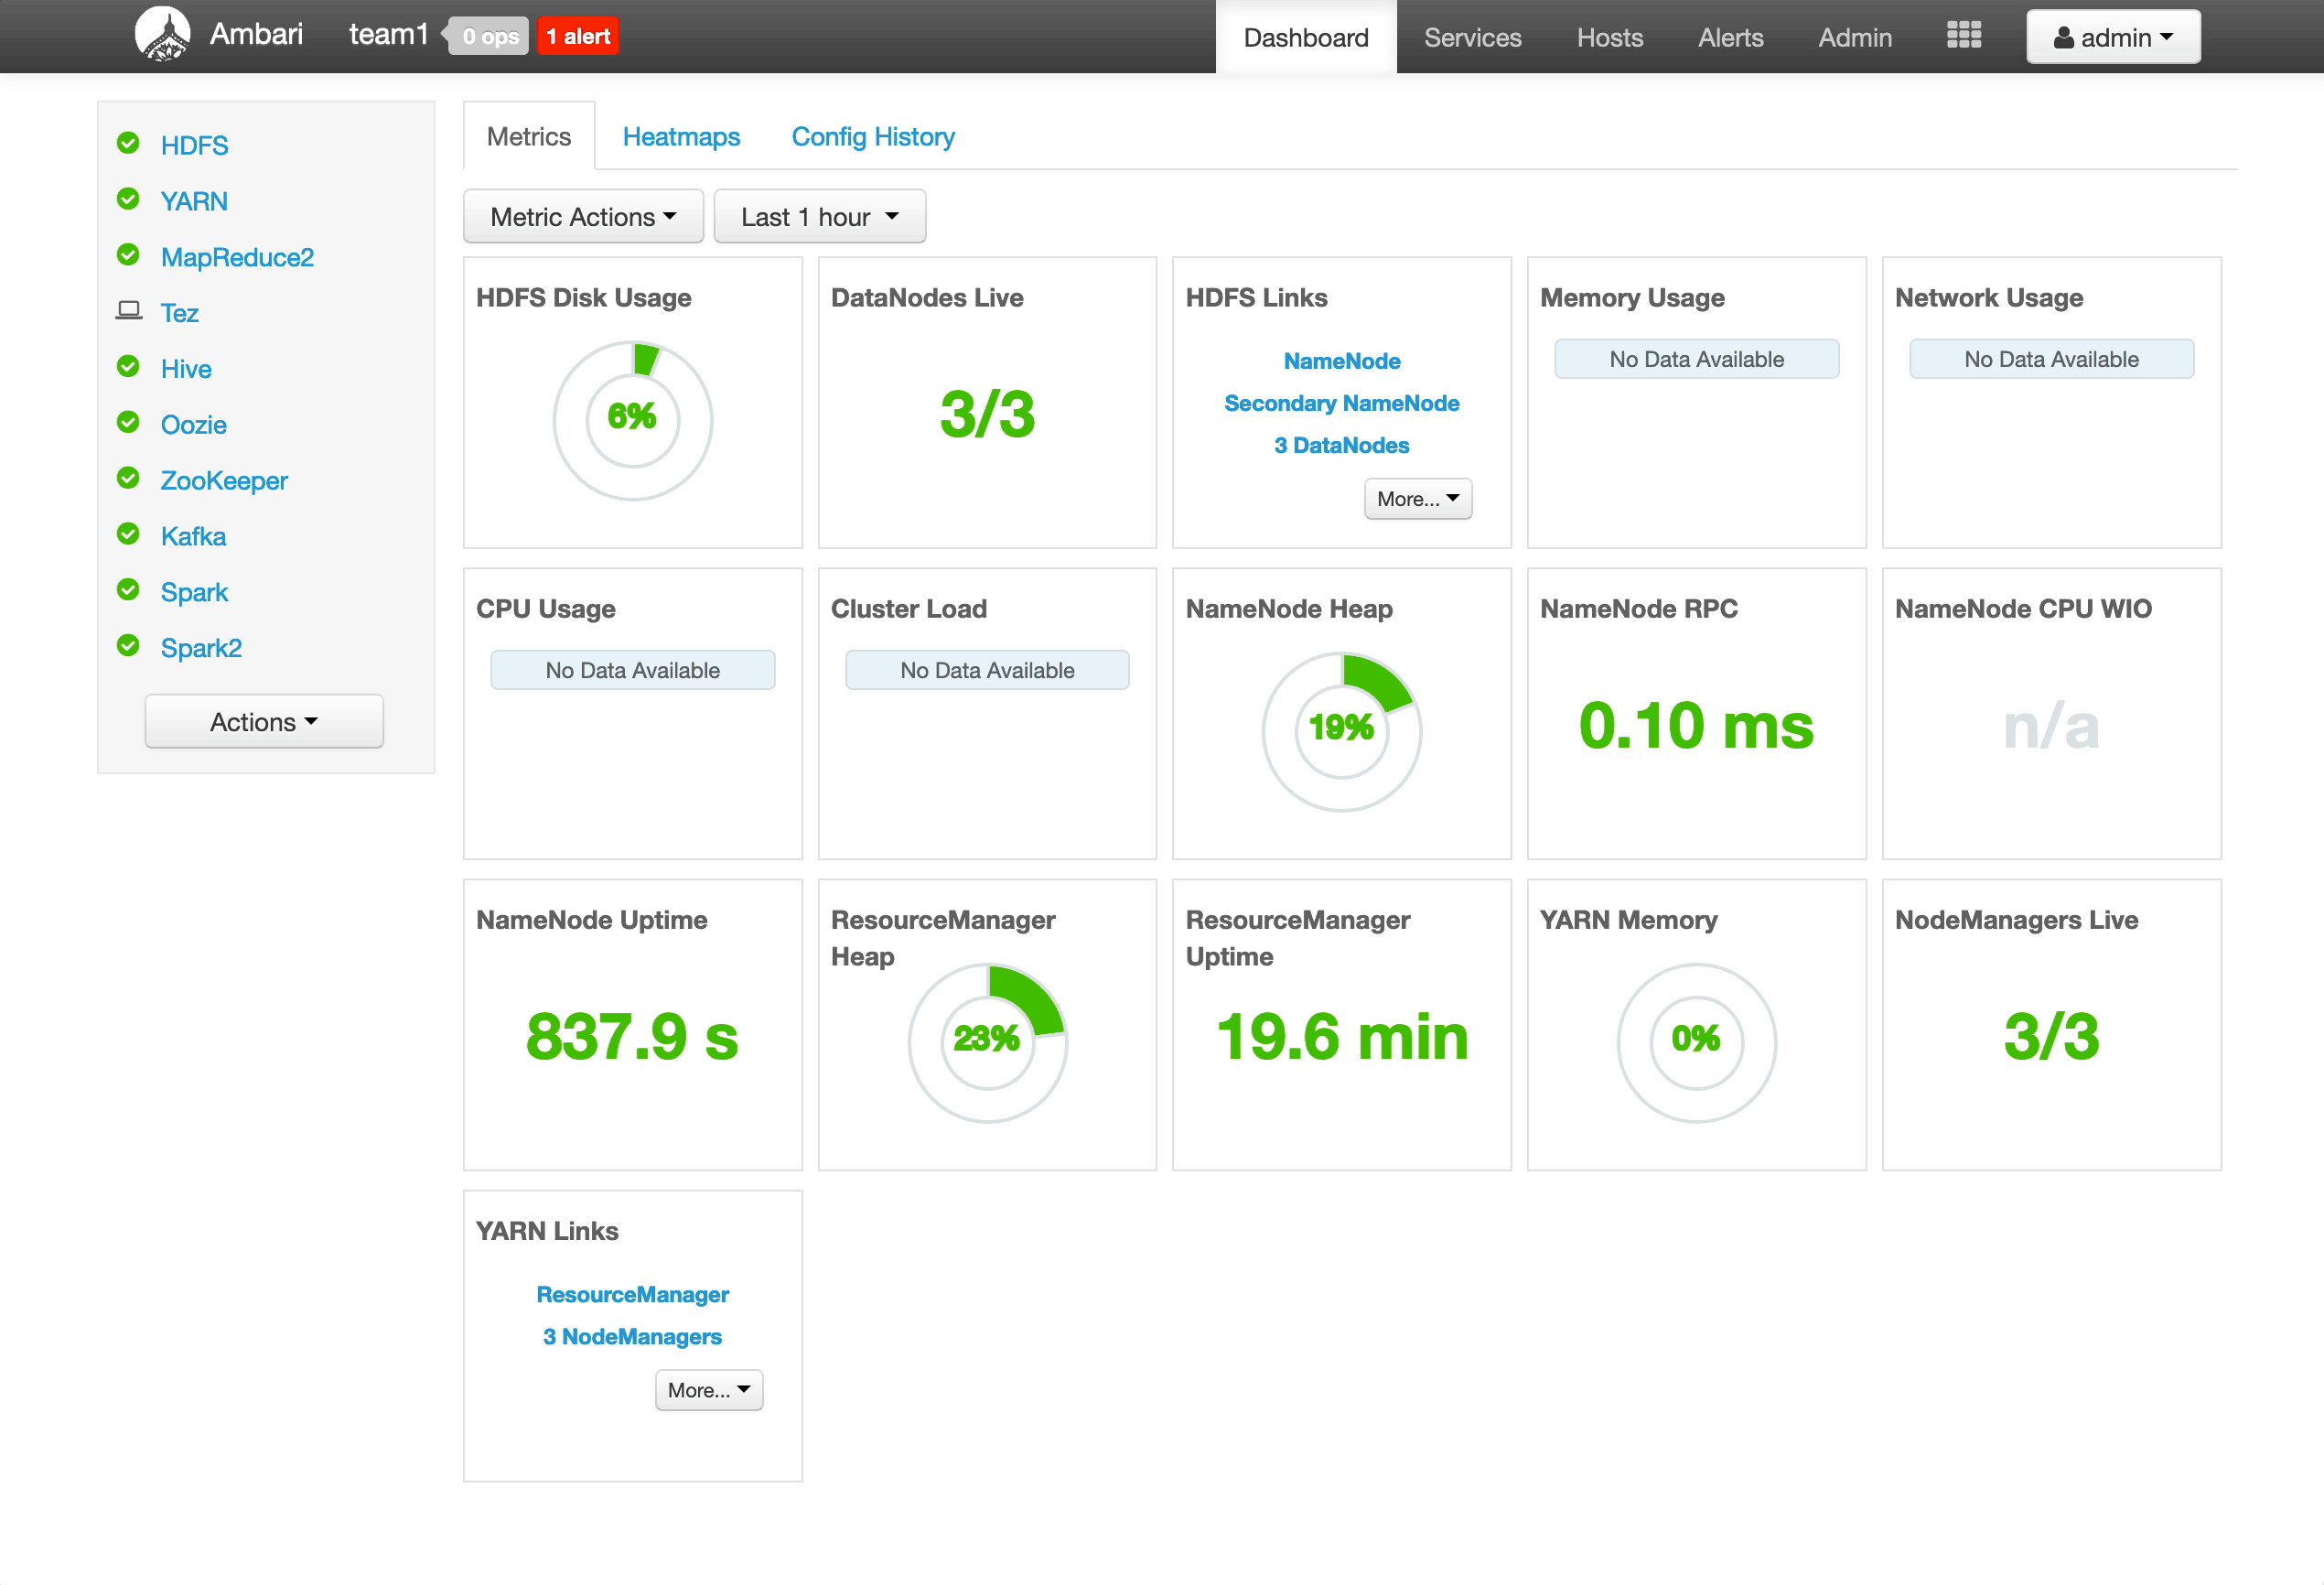 Ambari team1 0 ops 1 alert Dashboard Services Hosts Alerts Admin admin
HDFS
YARN
MapReduce2
Tez
Hive
Oozie
ZooKeeper
Kafka
Spark
Spark2
Actions
Metrics Heatmaps Config History
Metric Actions Last 1 hour
HDFS Disk Usage
6%
DataNodes Live
3/3
HDFS Links
NameNode
Secondary NameNode
3 DataNodes
More...
Memory Usage
No Data Available
Network Usage
No Data Available
CPU Usage
No Data Available
Cluster Load
No Data Available
NameNode Heap
19%
NameNode RPC
0.10 ms
NameNode CPU WIO
n/a
NameNode Uptime
837.9 s
ResourceManager
Heap
23%
ResourceManager
Uptime
19.6 min
YARN Memory
0%
NodeManagers Live
3/3
YARN Links
ResourceManager
3 NodeManagers
More...